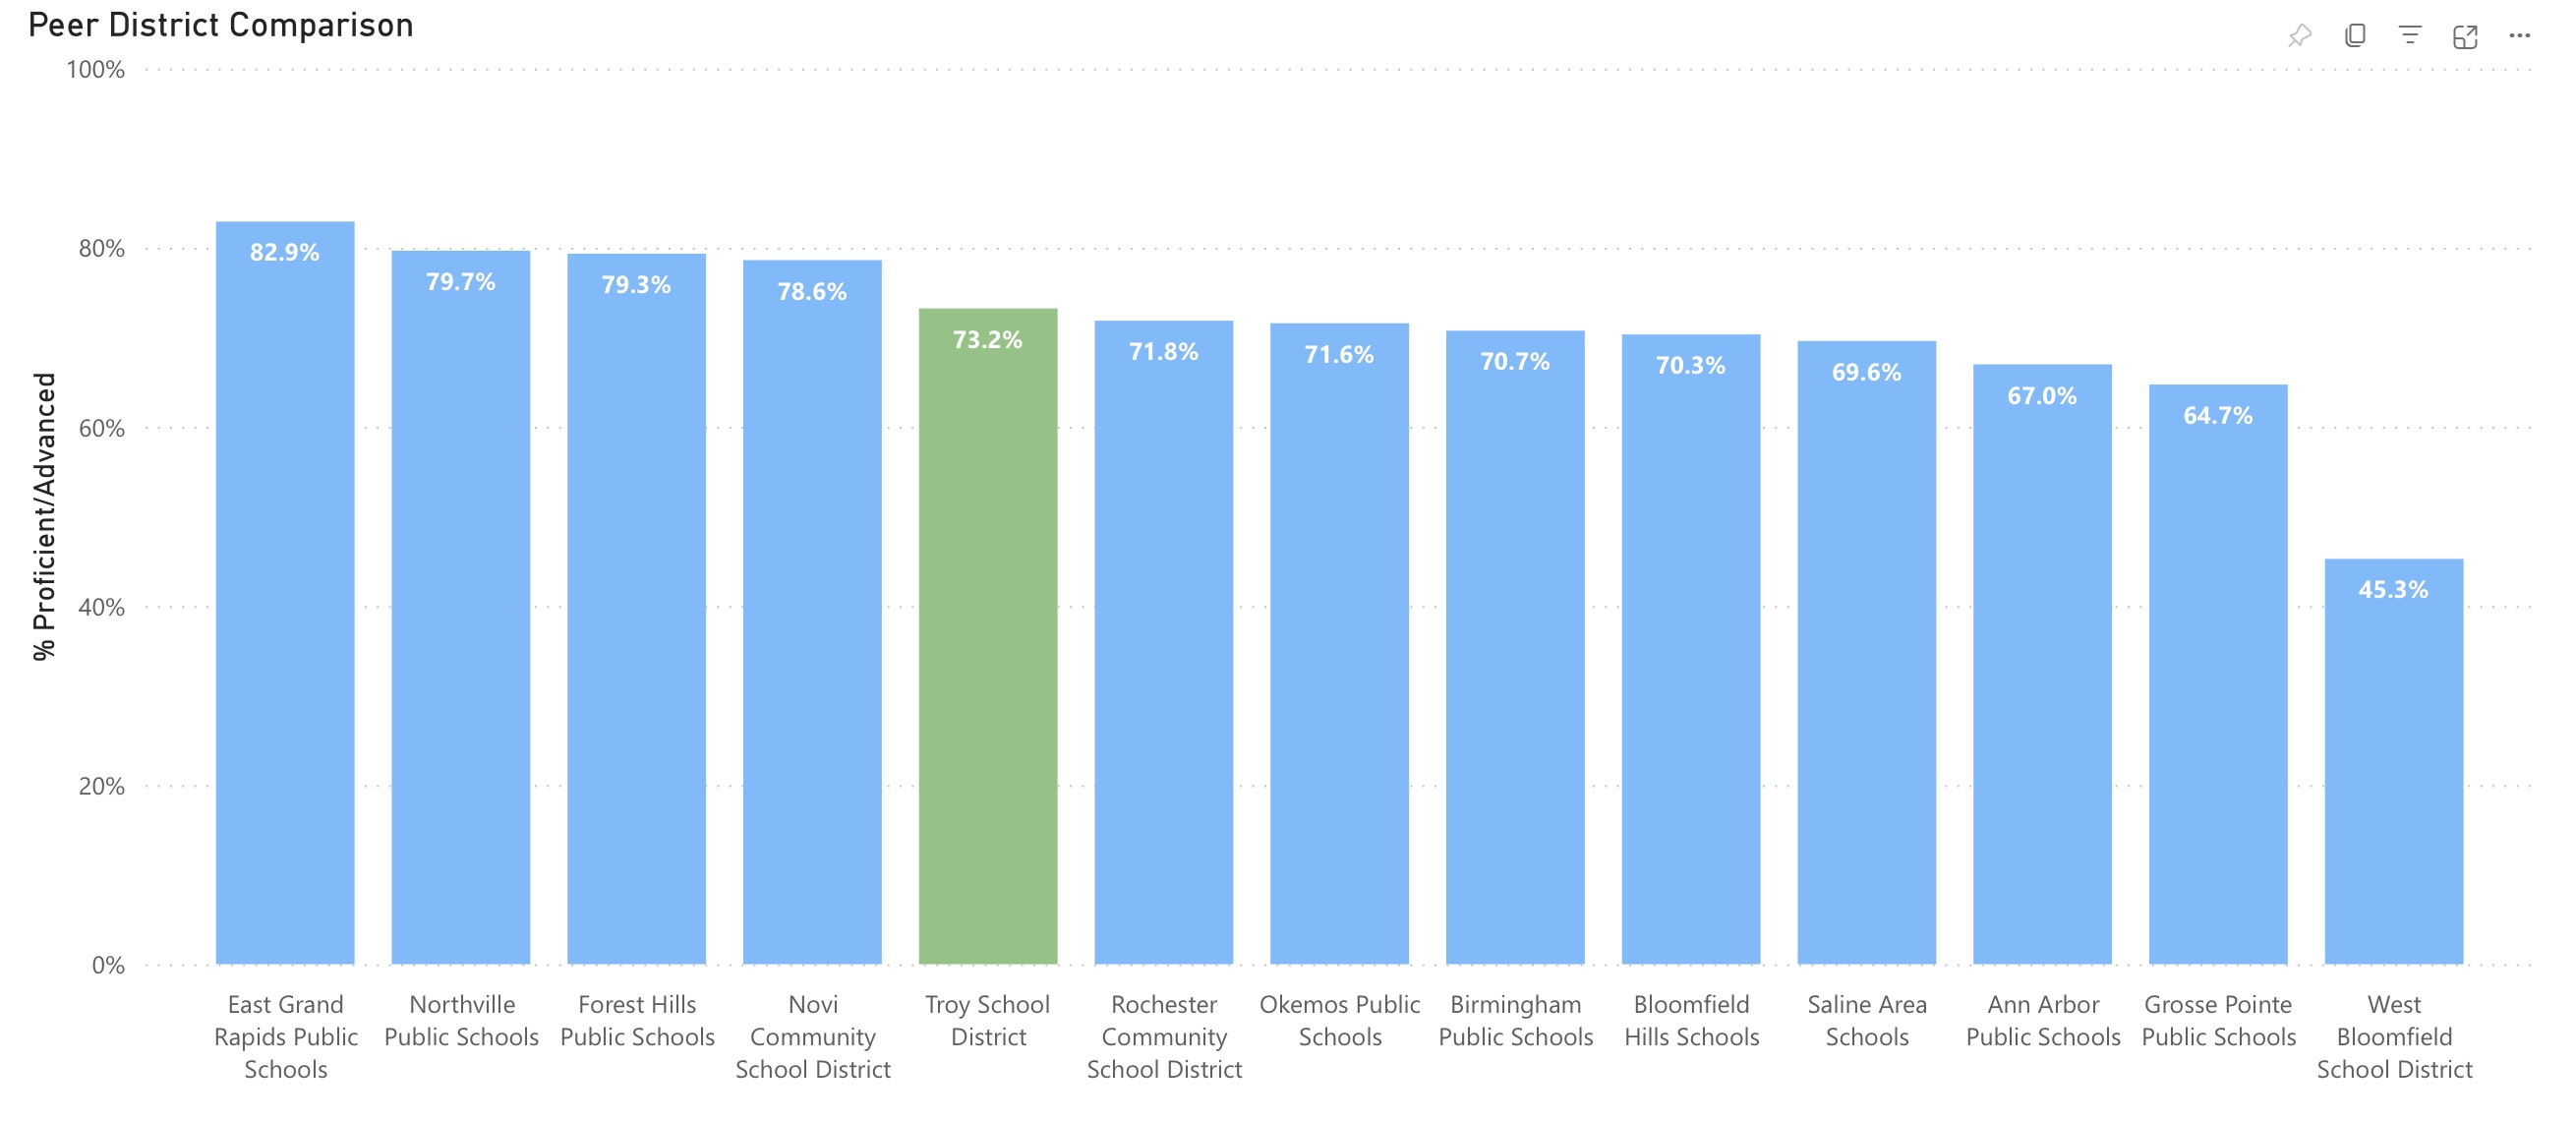 Peer District Comparison
% Proficient/Advanced
100%
80%
60%
40%
20%
0%
82.9%
79.7%
79.3%
78.6%
73.2%
71.8%
71.6%
70.7%
70.3%
69.6%
67.0%
64.7%
45.3%
East Grand
Rapids Public
Schools
Northville
Public Schools
Forest Hills
Public Schools
Novi
Community
School District
Troy School
District
Rochester
Community
School District
Okemos Public
Schools
Birmingham
Public Schools
Bloomfield
Hills Schools
Saline Area
Schools
Ann Arbor
Public Schools
Grosse Pointe
Public Schools
West
Bloomfield
School District